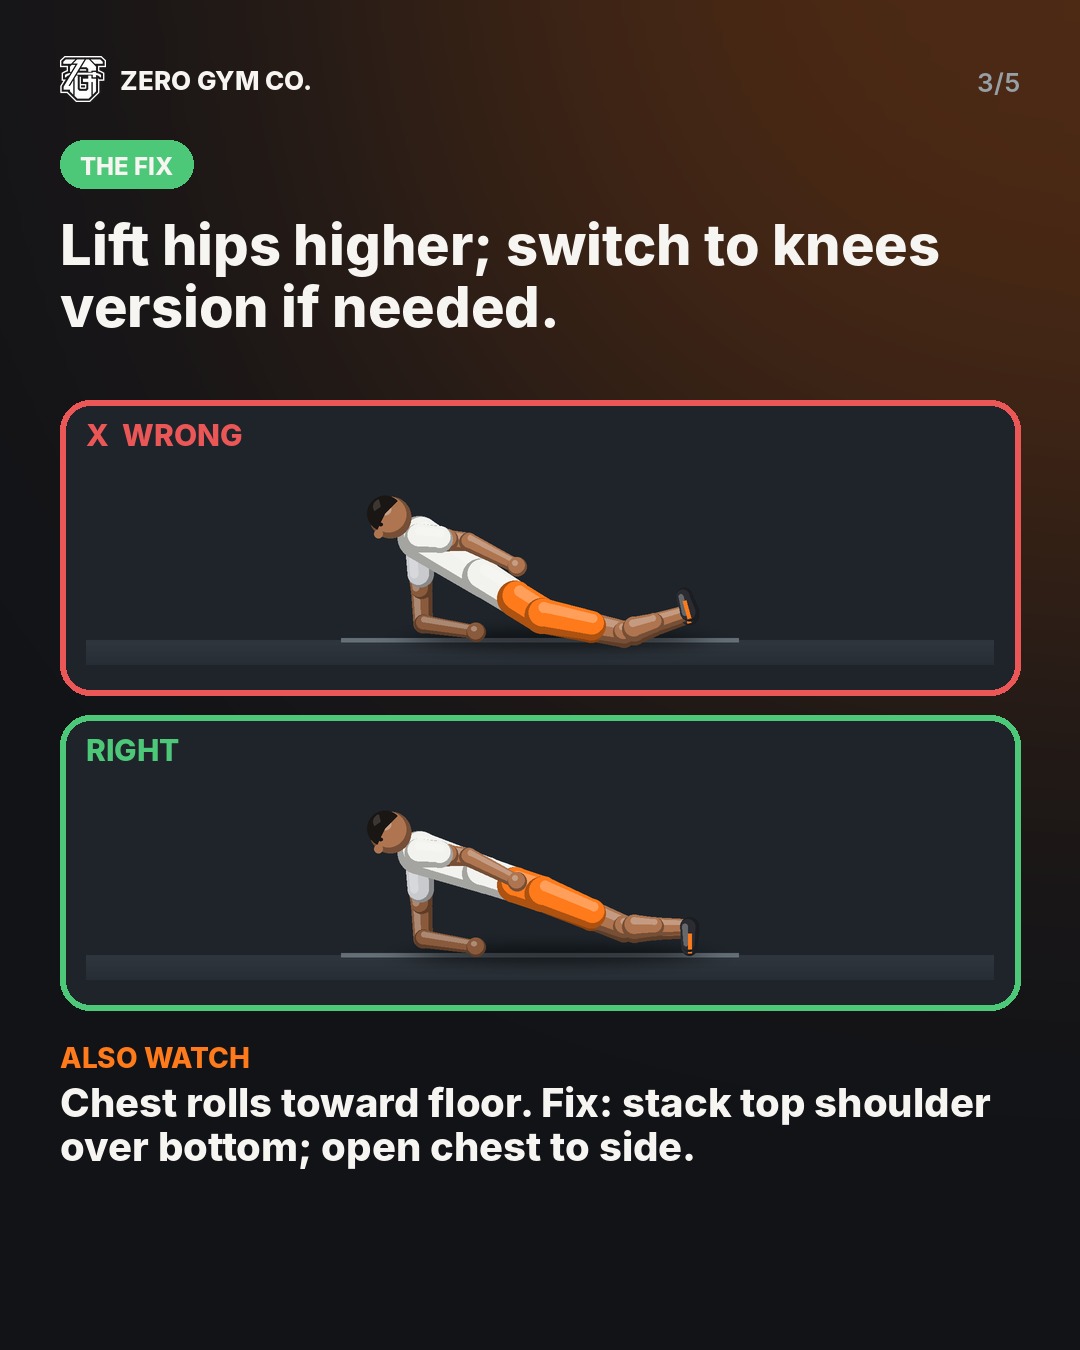 ZERO GYM CO.
3/5
THE FIX
Lift hips higher; switch to knees
version if needed.
X WRONG
RIGHT
ALSO WATCH
Chest rolls toward floor. Fix: stack top shoulder
over bottom; open chest to side.